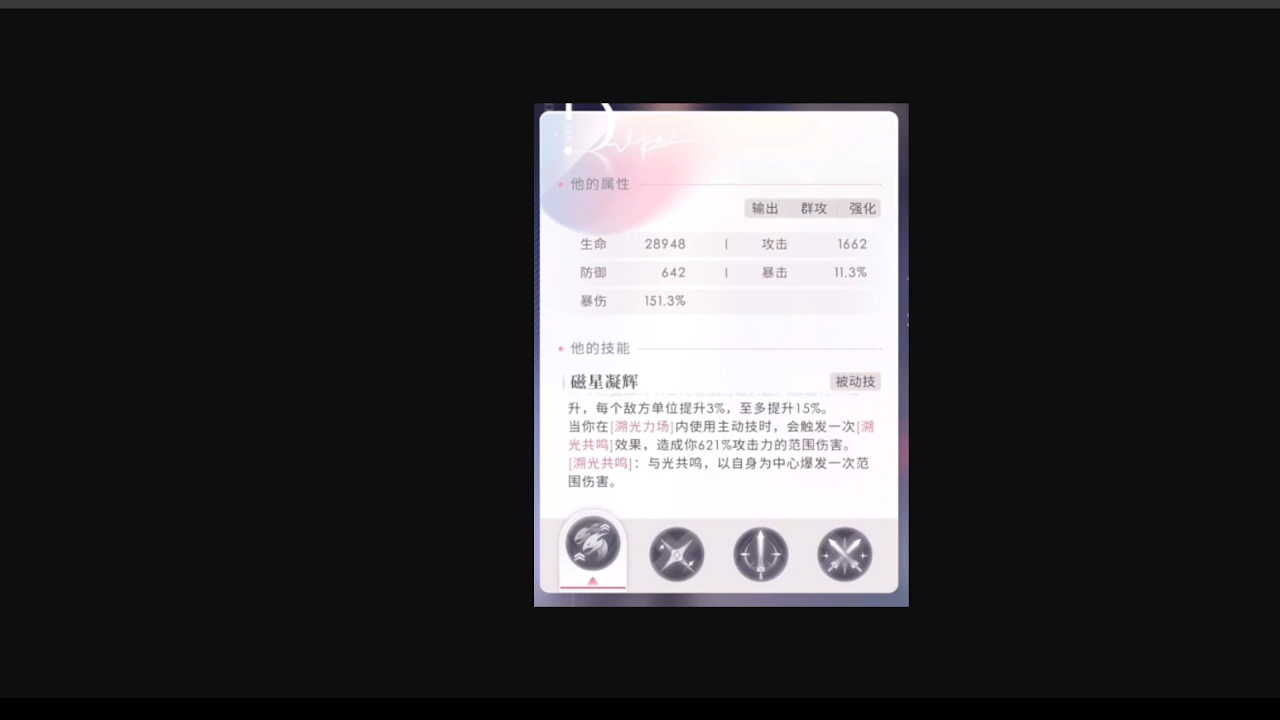 他的属性
输出 群攻 强化
生命 28948 | 攻击 1662
防御 642 | 暴击 11.3%
暴伤 151.3%
他的技能
磁星凝辉 被动技
升，每个敌方单位提升3%，至多提升15%。
当你在[溯光力场]内使用主动技时，会触发一次[溯
光共鸣]效果，造成你621%攻击力的范围伤害。
[溯光共鸣]：与光共鸣，以自身为中心爆发一次范
围伤害。